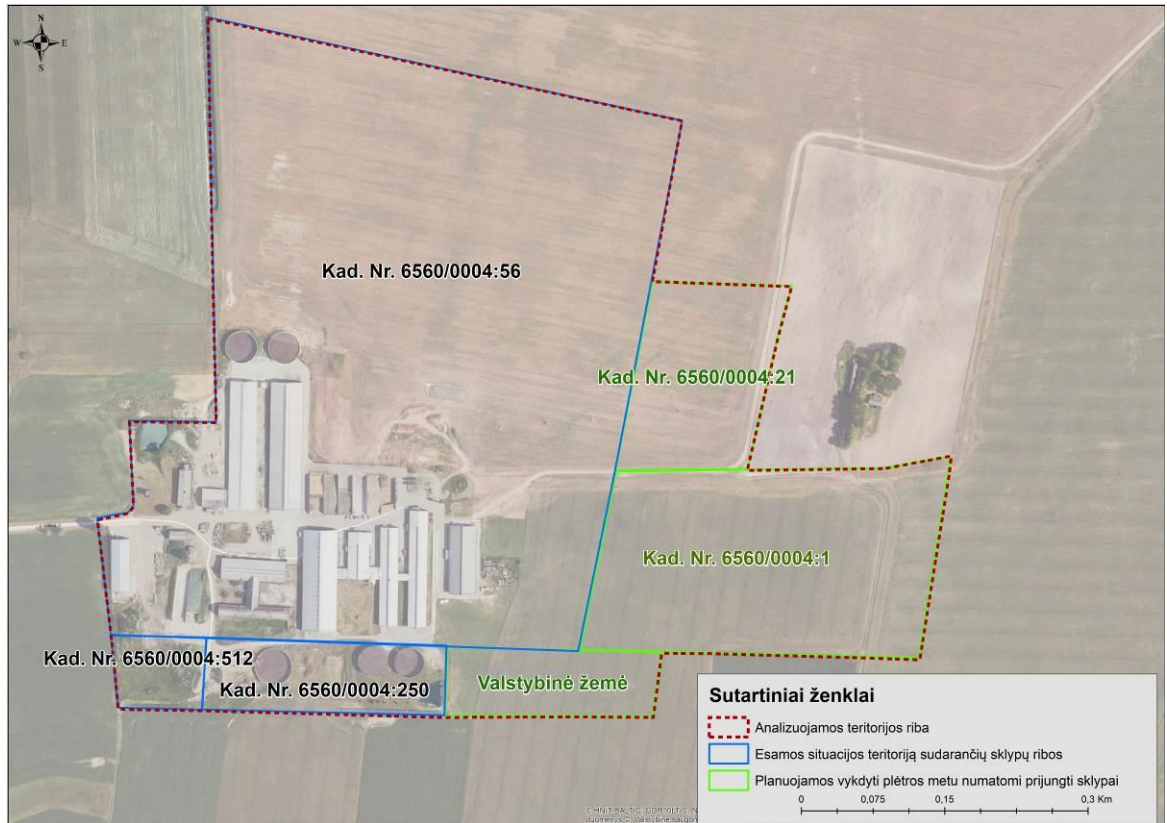 N
W E
S
Kad. Nr. 6560/0004:56
Kad. Nr. 6560/0004:21
Kad. Nr. 6560/0004:1
Kad. Nr. 6560/0004:512
Kad. Nr. 6560/0004:250
Valstybinė žemė
Sutartiniai ženklai
Analizuojamos teritorijos riba
Esamos situacijos teritoriją sudarančių sklypų ribos
Planuojamos vykdyti plėtros metu numatomi prijungti sklypai
0 0,075 0,15 0,3 Km